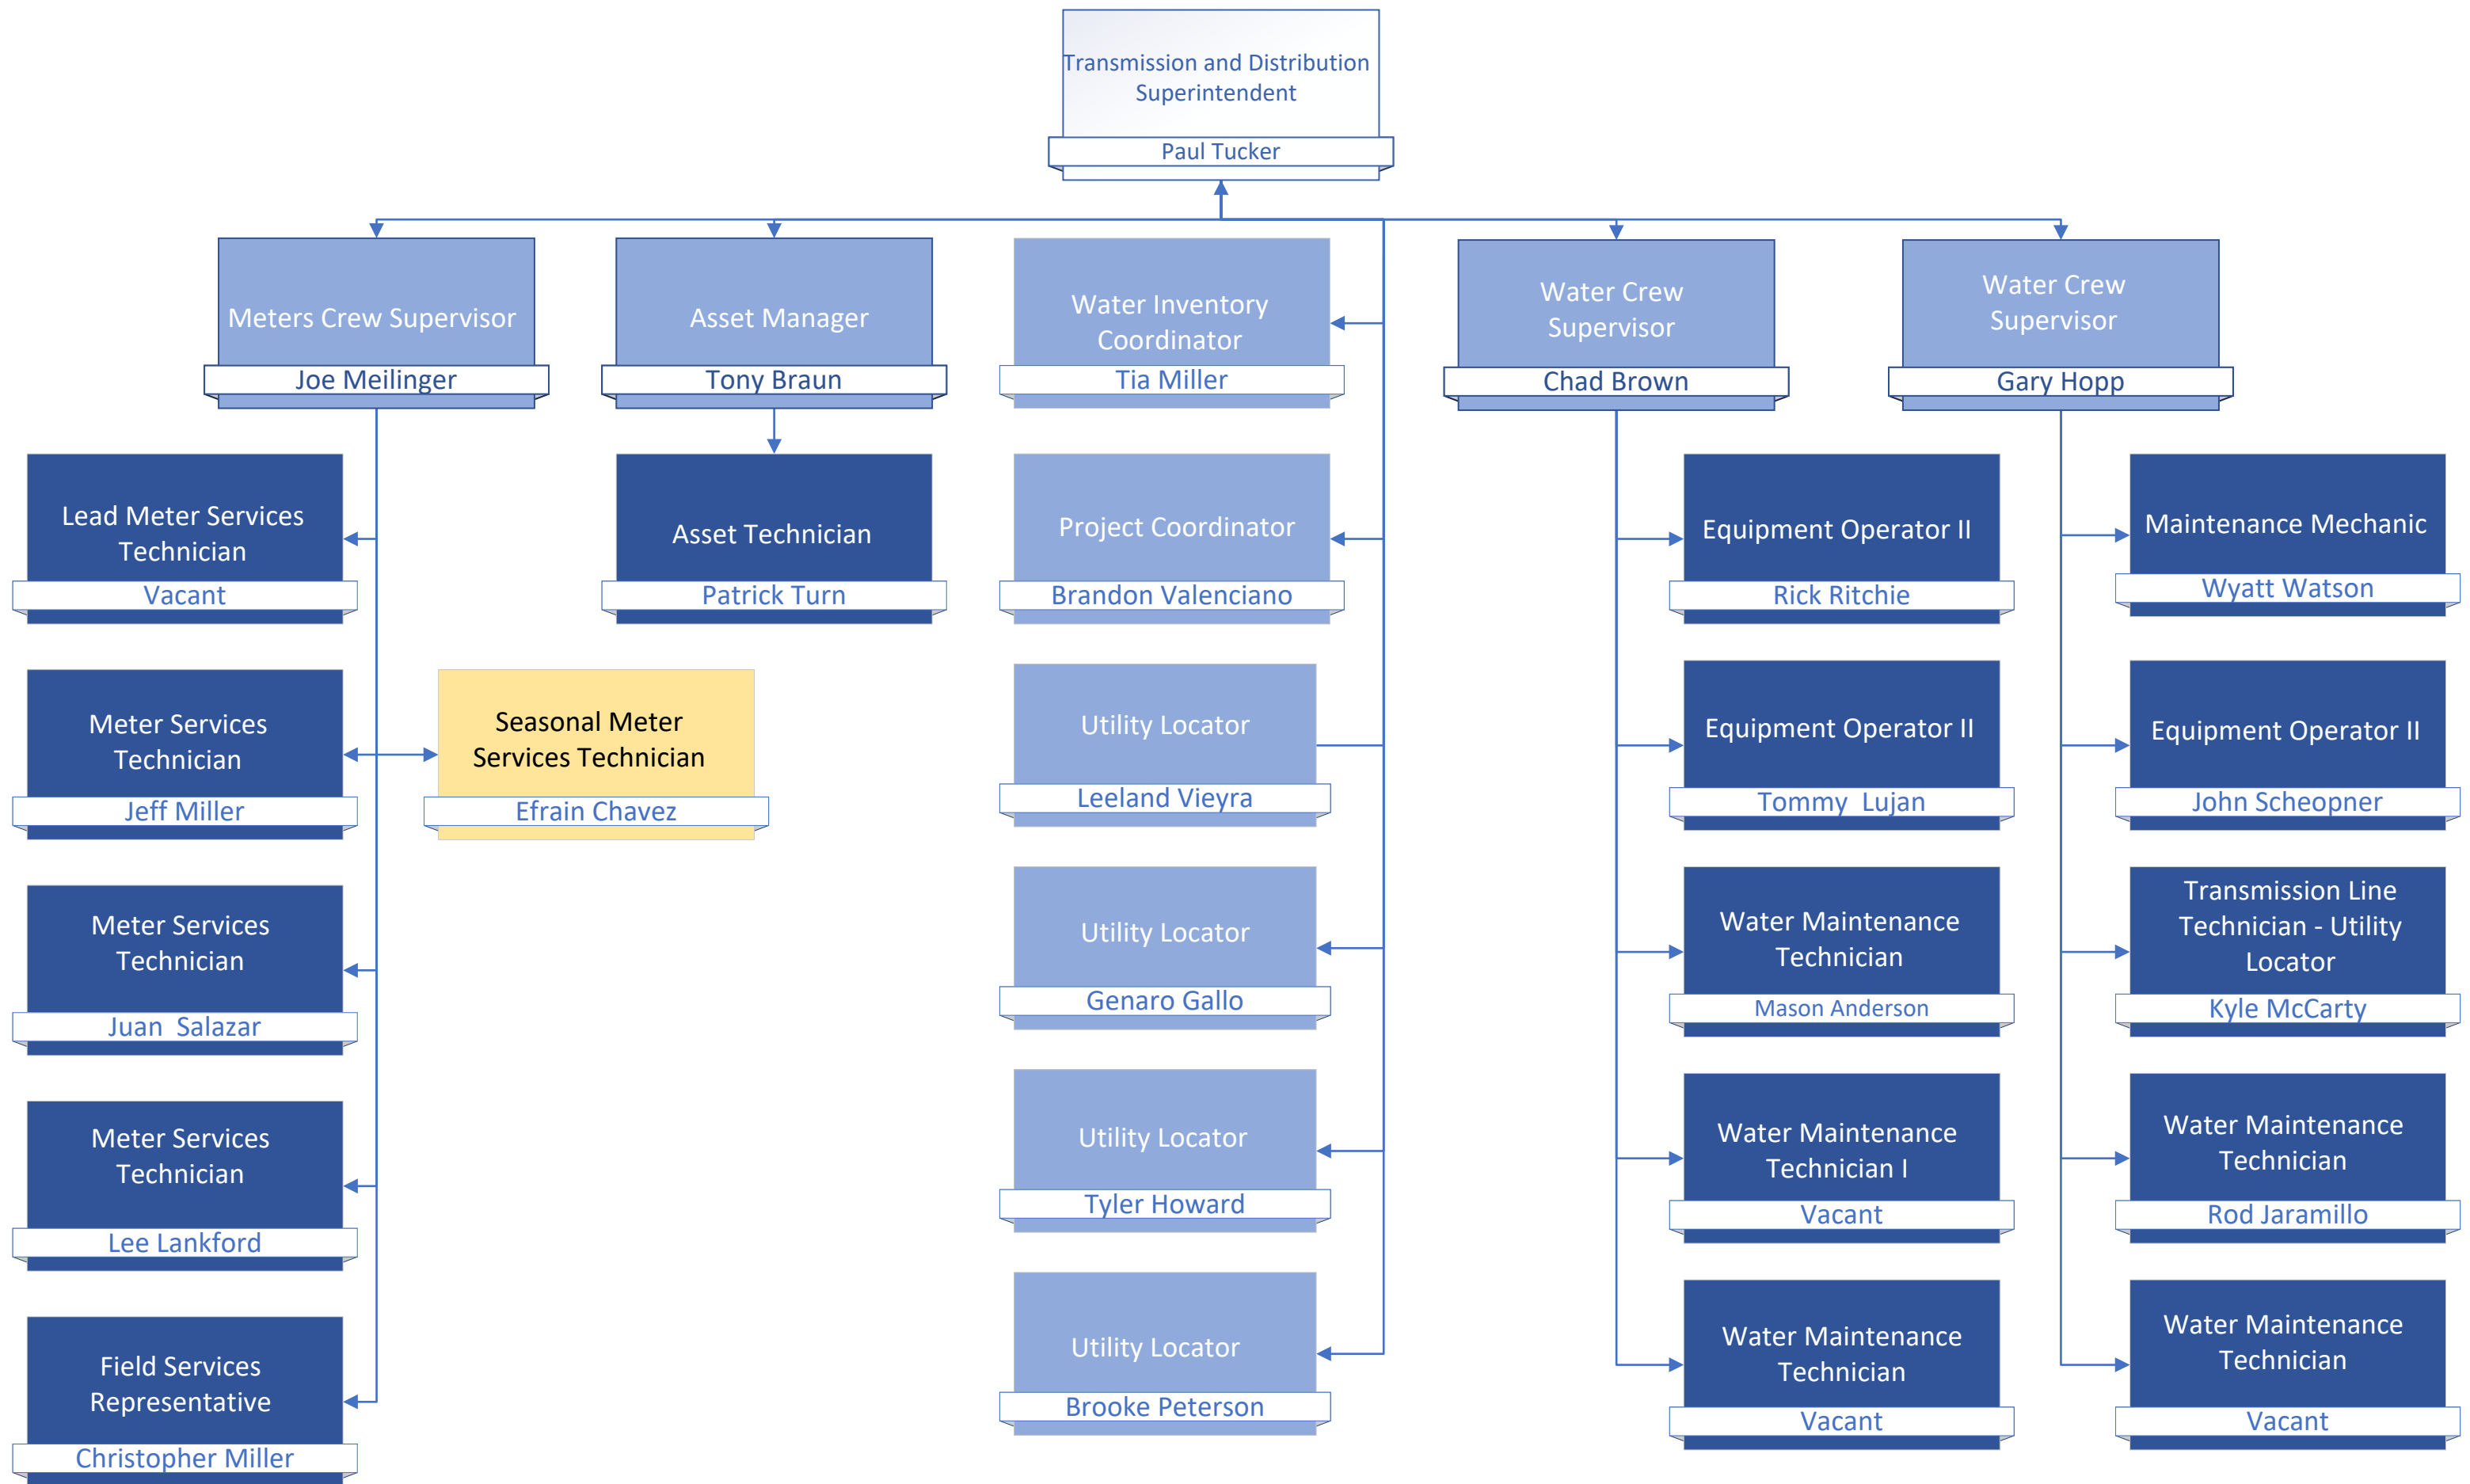 Transmission and Distribution
Superintendent
Paul Tucker
Meters Crew Supervisor
Joe Meilinger
Asset Manager
Tony Braun
Water Inventory
Coordinator
Tia Miller
Water Crew
Supervisor
Chad Brown
Water Crew
Supervisor
Gary Hopp
Lead Meter Services
Technician
Vacant
Asset Technician
Patrick Turn
Project Coordinator
Brandon Valenciano
Equipment Operator II
Rick Ritchie
Maintenance Mechanic
Wyatt Watson
Meter Services
Technician
Jeff Miller
Seasonal Meter
Services Technician
Efrain Chavez
Utility Locator
Leeland Vieyra
Equipment Operator II
Tommy  Lujan
Equipment Operator II
John Scheopner
Meter Services
Technician
Juan  Salazar
Utility Locator
Genaro Gallo
Water Maintenance
Technician
Mason Anderson
Transmission Line
Technician - Utility
Locator
Kyle McCarty
Meter Services
Technician
Lee Lankford
Utility Locator
Tyler Howard
Water Maintenance
Technician I
Vacant
Water Maintenance
Technician
Rod Jaramillo
Field Services
Representative
Christopher Miller
Utility Locator
Brooke Peterson
Water Maintenance
Technician
Vacant
Water Maintenance
Technician
Vacant